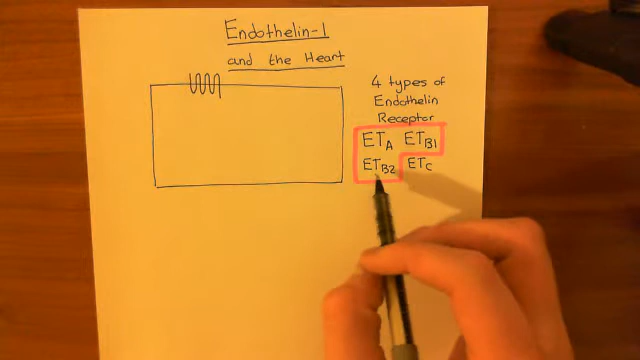 Endothelin-1
and the Heart
4 types of
Endothelin
Receptor
ETA ETB1
ETB2 ETC